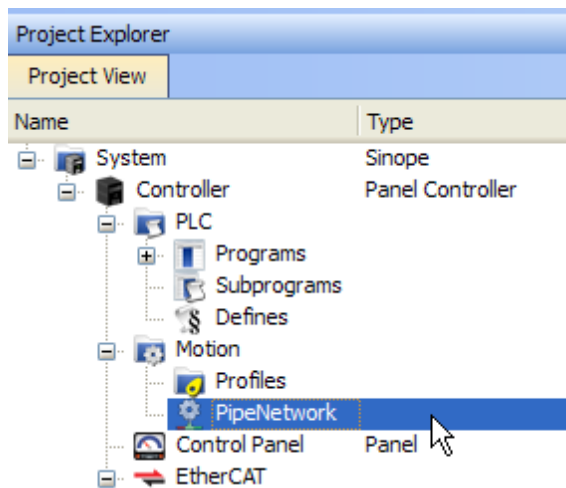 Project Explorer
Project View
Name Type
System Sinope
Controller Panel Controller
PLC
Programs
Subprograms
Defines
Motion
Profiles
PipeNetwork
Control Panel Panel
EtherCAT